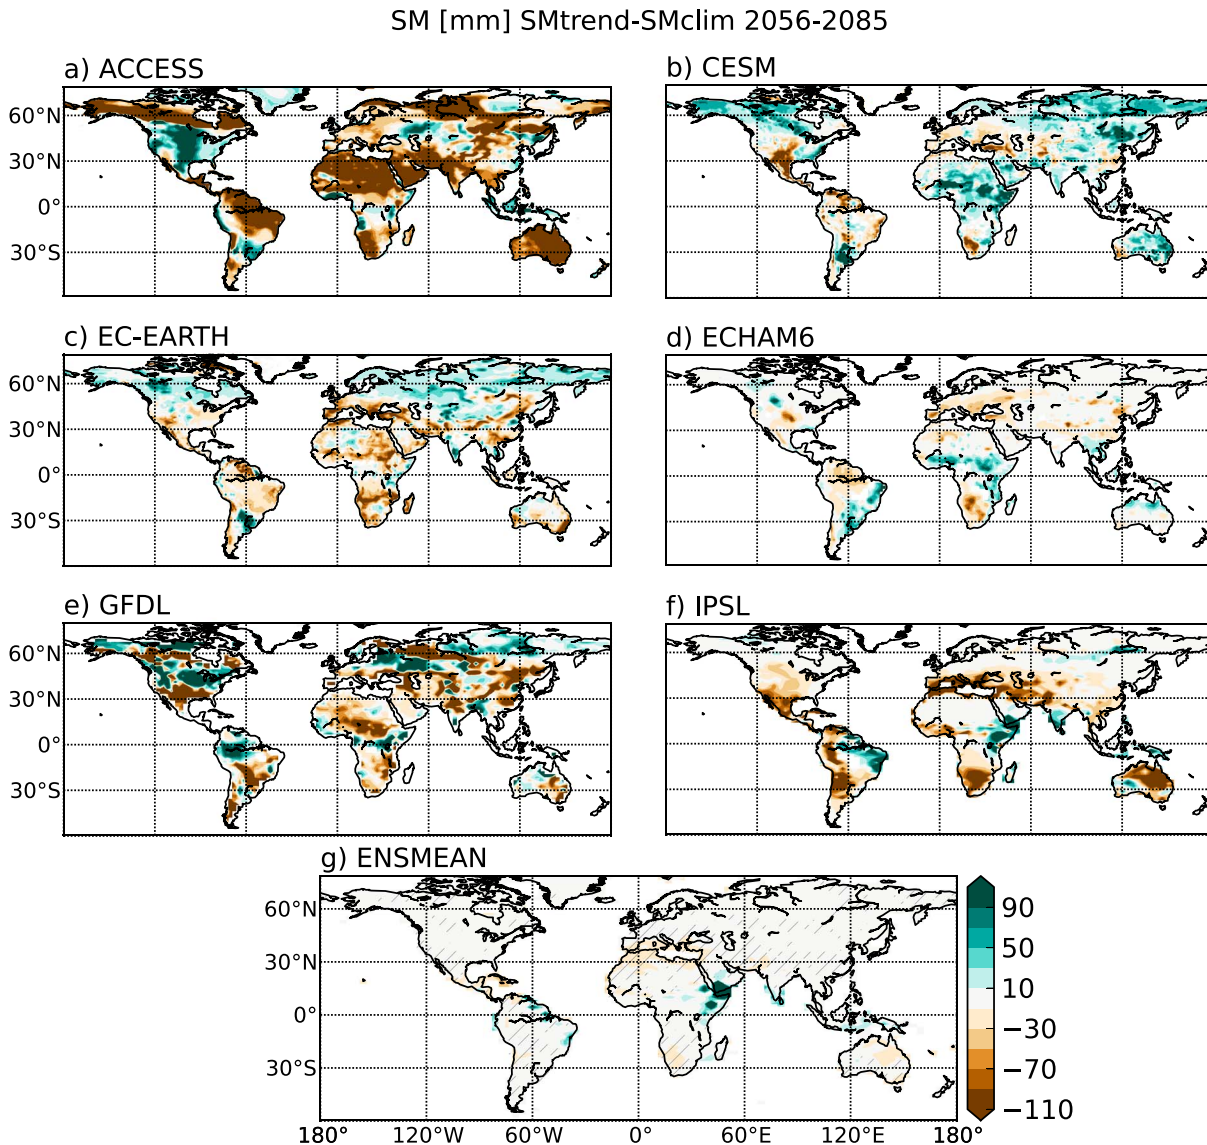 SM [mm] SMtrend-SMclim 2056-2085
a) ACCESS
b) CESM
60°N
30°N
0°
30°S
c) EC-EARTH
d) ECHAM6
60°N
30°N
0°
30°S
e) GFDL
f) IPSL
60°N
30°N
0°
30°S
g) ENSMEAN
60°N
30°N
0°
30°S
180° 120°W 60°W 0° 60°E 120°E 180°
90
50
10
−30
−70
−110